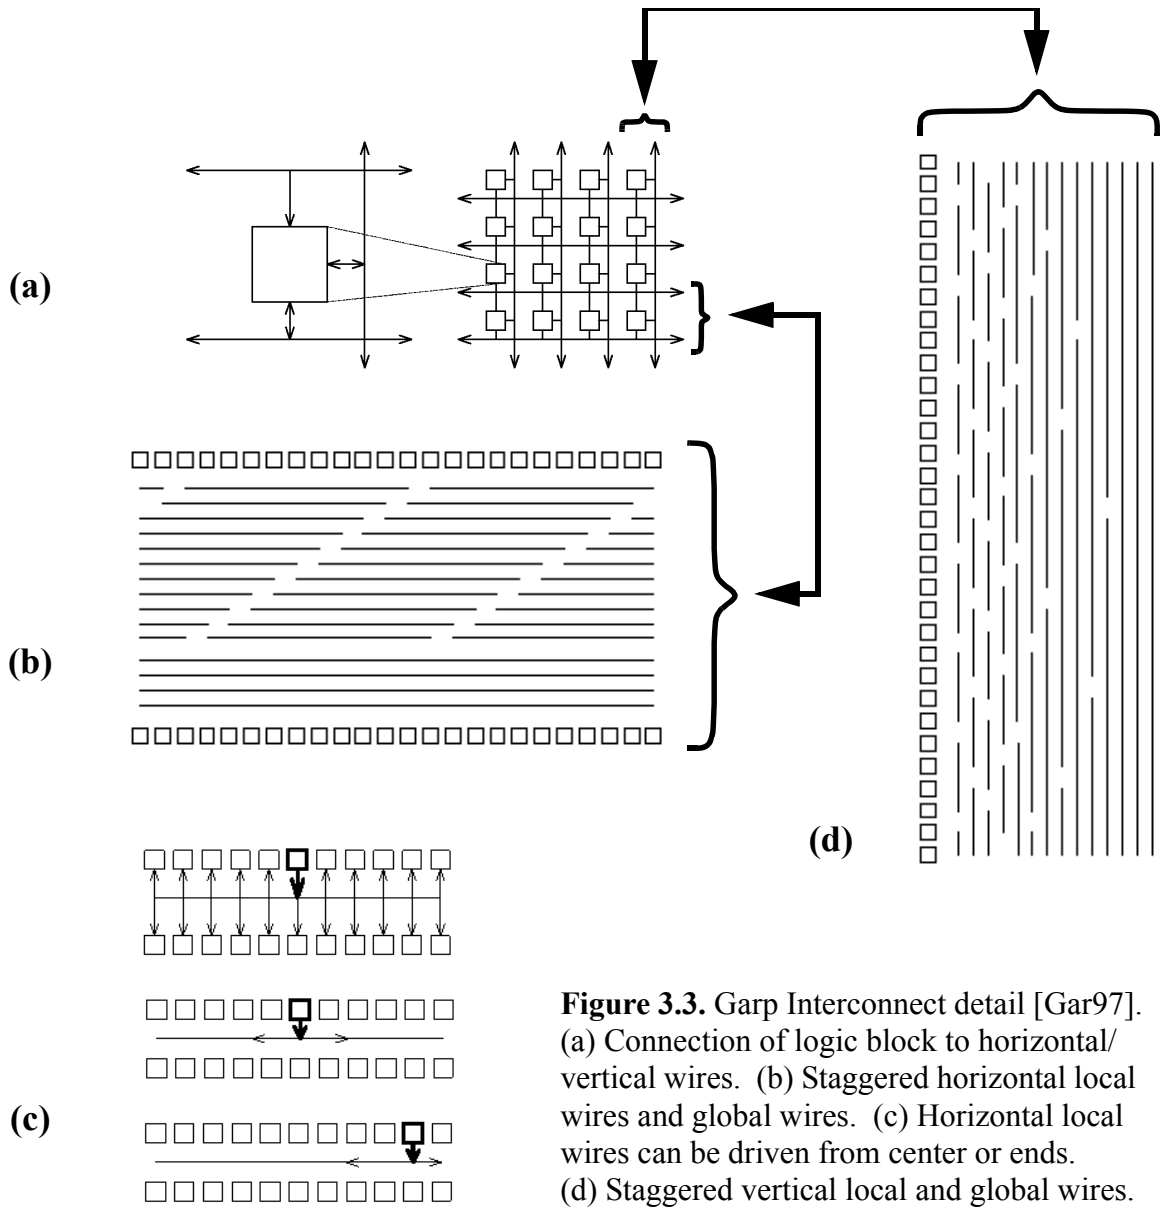 (a)
(b)
(d)
(c)
Figure 3.3. Garp Interconnect detail [Gar97].
(a) Connection of logic block to horizontal/
vertical wires. (b) Staggered horizontal local
wires and global wires. (c) Horizontal local
wires can be driven from center or ends.
(d) Staggered vertical local and global wires.